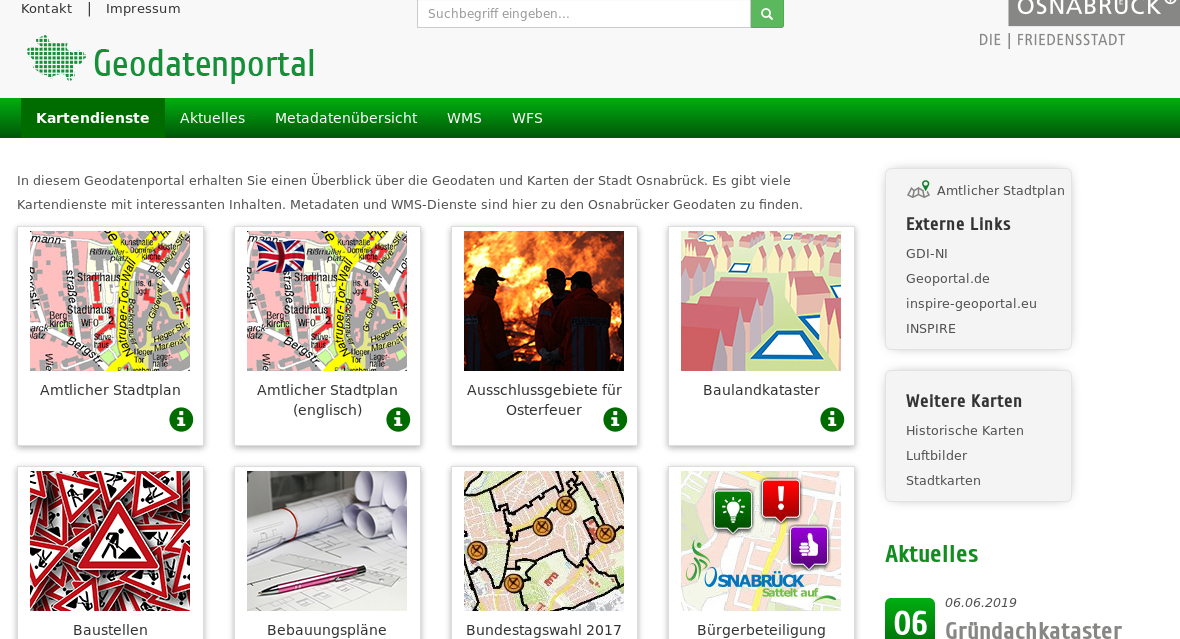 Kontakt | Impressum
Suchbegriff eingeben...
OSNABRÜCK
DIE | FRIEDENSSTADT
Geodatenportal
Kartendienste Aktuelles Metadatenübersicht WMS WFS
In diesem Geodatenportal erhalten Sie einen Überblick über die Geodaten und Karten der Stadt Osnabrück. Es gibt viele
Kartendienste mit interessanten Inhalten. Metadaten und WMS-Dienste sind hier zu den Osnabrücker Geodaten zu finden.
Amtlicher Stadtplan
Amtlicher Stadtplan
(englisch)
Ausschlussgebiete für
Osterfeuer
Baulandkataster
Baustellen
Bebauungspläne
Bundestagswahl 2017
OSNABRÜCK
Sattelt auf
Bürgerbeteiligung
Amtlicher Stadtplan
Externe Links
GDI-NI
Geoportal.de
inspire-geoportal.eu
INSPIRE
Weitere Karten
Historische Karten
Luftbilder
Stadtkarten
Aktuelles
06
06.06.2019
Gründachkataster